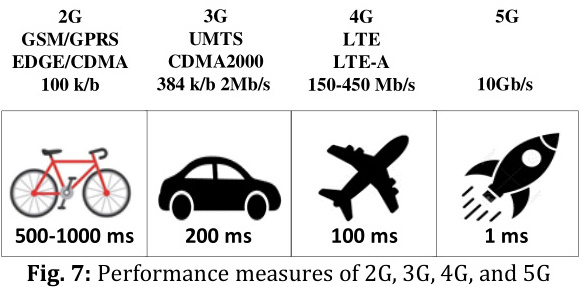 2G 3G 4G 5G
GSM/GPRS UMTS LTE
EDGE/CDMA CDMA2000 LTE-A
100 k/b 384 k/b 2Mb/s 150-450 Mb/s 10Gb/s
500-1000 ms 200 ms 100 ms 1 ms
Fig. 7: Performance measures of 2G, 3G, 4G, and 5G